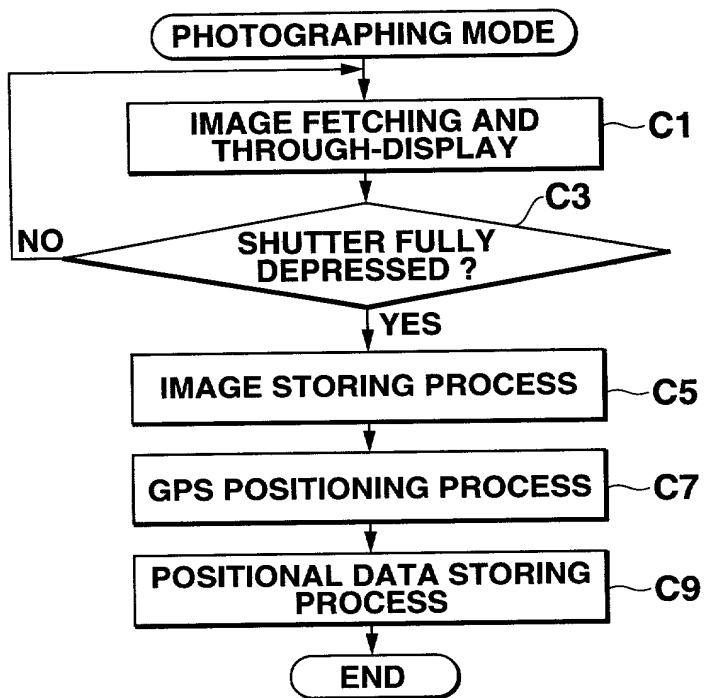 PHOTOGRAPHING MODE
IMAGE FETCHING AND
THROUGH-DISPLAY
C1
C3
NO
SHUTTER FULLY
DEPRESSED ?
YES
IMAGE STORING PROCESS
C5
GPS POSITIONING PROCESS
C7
POSITIONAL DATA STORING
PROCESS
C9
END